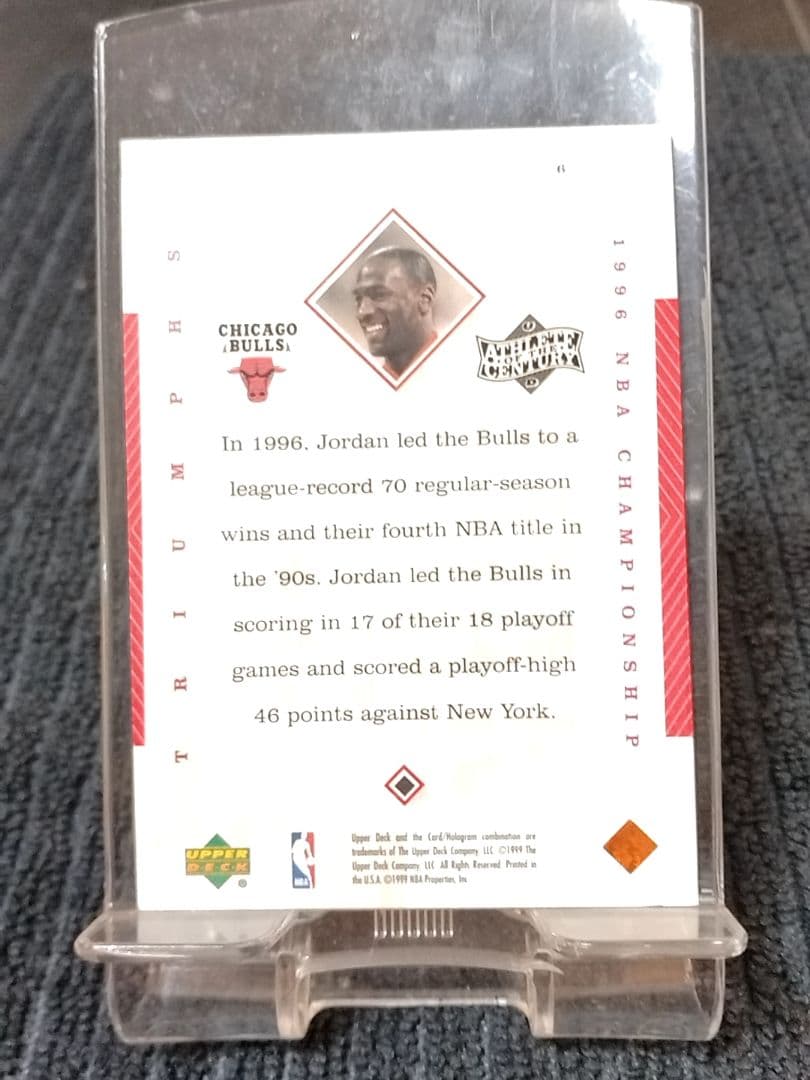 6
TRIUMPHS
1996 NBA CHAMPIONSHIP
CHICAGO
BULLS
UD
ATHLETE
OF THE
CENTURY
In 1996, Jordan led the Bulls to a
league-record 70 regular-season
wins and their fourth NBA title in
the '90s. Jordan led the Bulls in
scoring in 17 of their 18 playoff
games and scored a playoff-high
46 points against New York.
UPPER
DECK
®
NBA
Upper Deck and the Card/Hologram combination are
trademarks of The Upper Deck Company LLC ©1999 The
Upper Deck Company LLC All Rights Reserved Printed in
the U.S.A. ©1999 NBA Properties, Inc